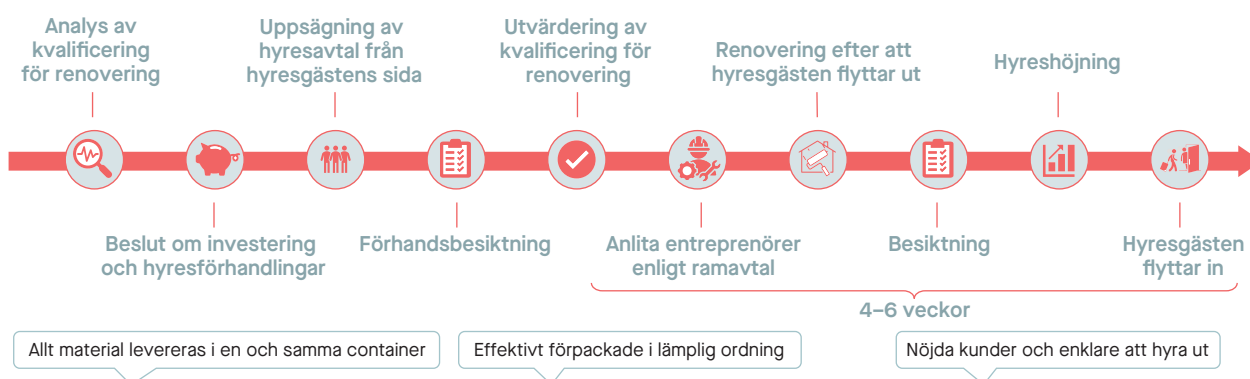 Analys av
kvalificering
för renovering
Uppsägning av
hyresavtal från
hyresgästens sida
Utvärdering av
kvalificering för
renovering
Renovering efter att
hyresgästen flyttar ut
Hyreshöjning
Beslut om investering
och hyresförhandlingar
Förhandsbesiktning
Anlita entreprenörer
enligt ramavtal
Besiktning
Hyresgästen
flyttar in
4–6 veckor
Allt material levereras i en och samma container
Effektivt förpackade i lämplig ordning
Nöjda kunder och enklare att hyra ut